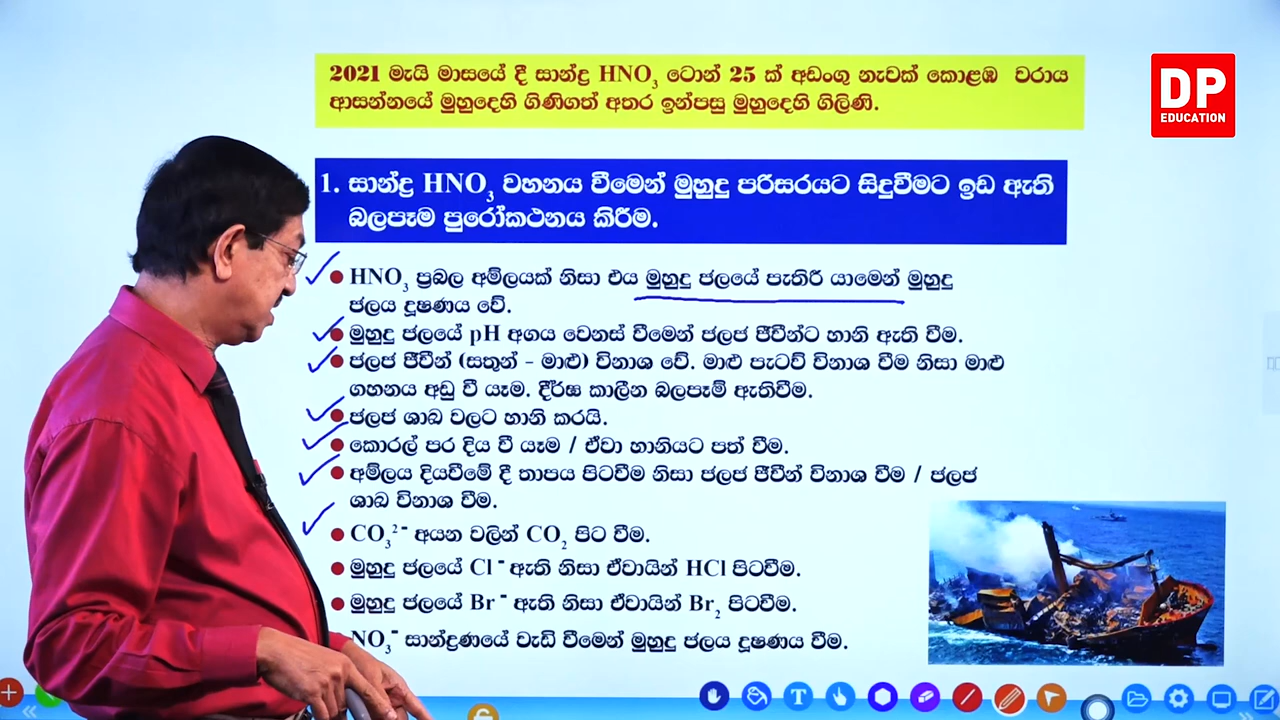 2021 මැයි මාසයේ දී සාන්ද්‍ර HNO₃ ටොන් 25 ක් අඩංගු නැවක් කොළඹ වරාය
ආසන්නයේ මුහුදෙහි ගිණිගත් අතර ඉන්පසු මුහුදෙහි ගිලිණි.
DP
EDUCATION
1. සාන්ද්‍ර HNO₃ වහනය වීමෙන් මුහුදු පරිසරයට සිදුවීමට ඉඩ ඇති
බලපෑම පුරෝකථනය කිරීම.
● HNO₃ ප්‍රබල අම්ලයක් නිසා එය මුහුදු ජලයේ පැතිරී යාමෙන් මුහුදු
ජලය දූෂණය වේ.
● මුහුදු ජලයේ pH අගය වෙනස් වීමෙන් ජලජ ජීවීන්ට හානි ඇති වීම.
● ජලජ ජීවීන් (සතුන් - මාළු) විනාශ වේ. මාළු පැටව් විනාශ වීම නිසා මාළු
ගහනය අඩු වී යෑම. දීර්ඝ කාලීන බලපෑම් ඇතිවීම.
● ජලජ ශාඛ වලට හානි කරයි.
● කොරල් පර දිය වී යෑම / ඒවා හානියට පත් වීම.
● අම්ලය දියවීමේ දී තාපය පිටවීම නිසා ජලජ ජීවීන් විනාශ වීම / ජලජ
ශාඛ විනාශ වීම.
● CO₃²⁻ අයන වලින් CO₂ පිට වීම.
● මුහුදු ජලයේ Cl⁻ ඇති නිසා ඒවායින් HCl පිටවීම.
● මුහුදු ජලයේ Br⁻ ඇති නිසා ඒවායින් Br₂ පිටවීම.
NO₃⁻ සාන්ද්‍රණයේ වැඩි වීමෙන් මුහුදු ජලය දූෂණය වීම.